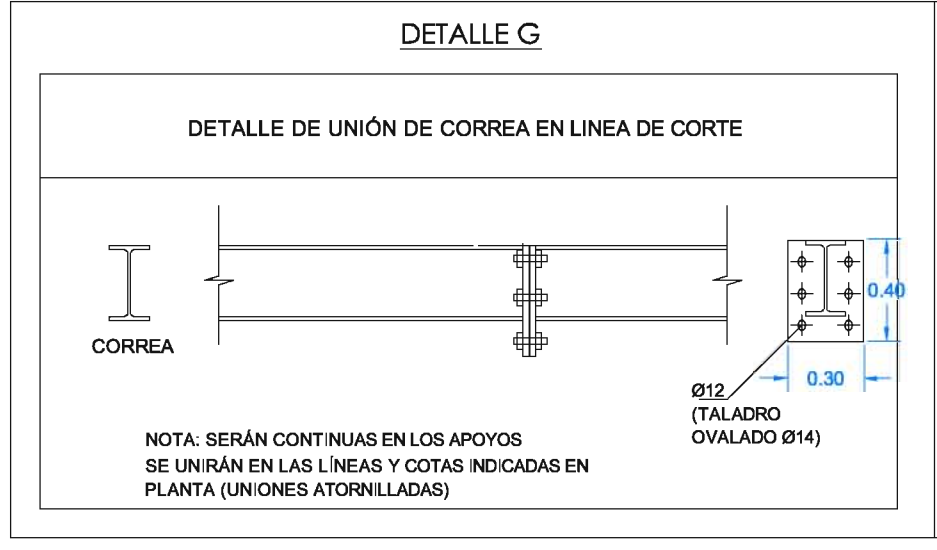 DETALLE G
DETALLE DE UNIÓN DE CORREA EN LINEA DE CORTE
CORREA
0.40
0.30
Ø12
(TALADRO
OVALADO Ø14)
NOTA: SERÁN CONTINUAS EN LOS APOYOS
SE UNIRÁN EN LAS LÍNEAS Y COTAS INDICADAS EN
PLANTA (UNIONES ATORNILLADAS)